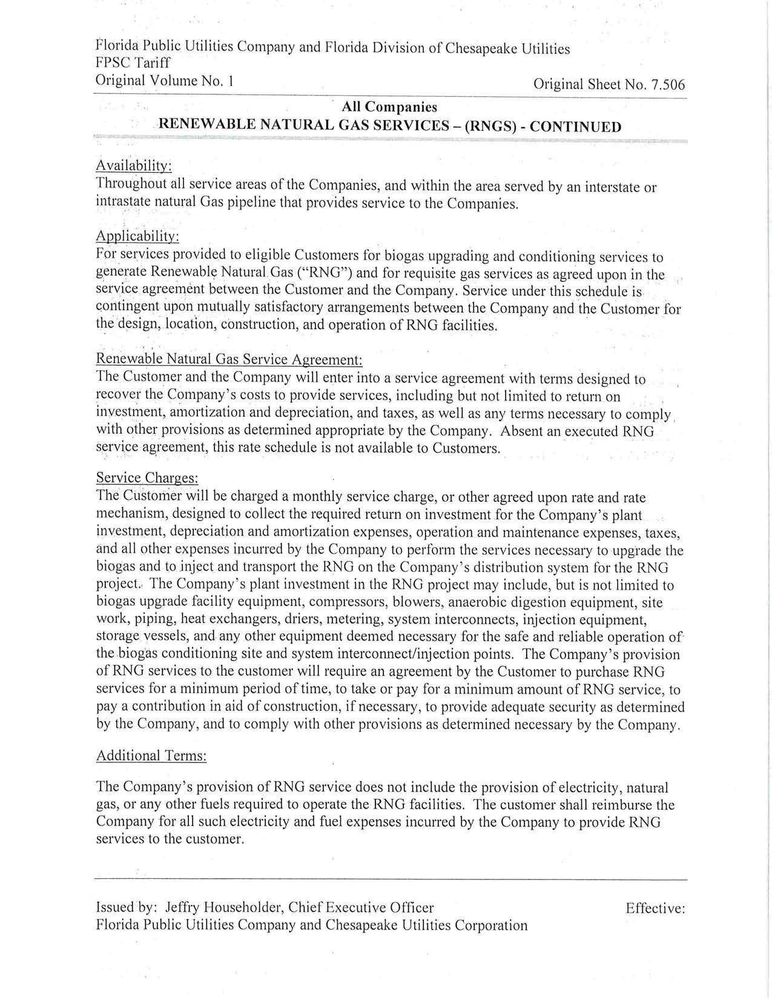 Florida Public Utilities Company and Florida Division of Chesapeake Utilities
FPSC Tariff
Original Volume No. 1
Original Sheet No. 7.506
All Companies
RENEWABLE NATURAL GAS SERVICES – (RNGS) - CONTINUED
Availability:
Throughout all service areas of the Companies, and within the area served by an interstate or
intrastate natural Gas pipeline that provides service to the Companies.
Applicability:
For services provided to eligible Customers for biogas upgrading and conditioning services to
generate Renewable Natural Gas (“RNG”) and for requisite gas services as agreed upon in the
service agreement between the Customer and the Company. Service under this schedule is
contingent upon mutually satisfactory arrangements between the Company and the Customer for
the design, location, construction, and operation of RNG facilities.
Renewable Natural Gas Service Agreement:
The Customer and the Company will enter into a service agreement with terms designed to
recover the Company’s costs to provide services, including but not limited to return on
investment, amortization and depreciation, and taxes, as well as any terms necessary to comply
with other provisions as determined appropriate by the Company. Absent an executed RNG
service agreement, this rate schedule is not available to Customers.
Service Charges:
The Customer will be charged a monthly service charge, or other agreed upon rate and rate
mechanism, designed to collect the required return on investment for the Company’s plant
investment, depreciation and amortization expenses, operation and maintenance expenses, taxes,
and all other expenses incurred by the Company to perform the services necessary to upgrade the
biogas and to inject and transport the RNG on the Company’s distribution system for the RNG
project. The Company’s plant investment in the RNG project may include, but is not limited to
biogas upgrade facility equipment, compressors, blowers, anaerobic digestion equipment, site
work, piping, heat exchangers, driers, metering, system interconnects, injection equipment,
storage vessels, and any other equipment deemed necessary for the safe and reliable operation of
the biogas conditioning site and system interconnect/injection points. The Company’s provision
of RNG services to the customer will require an agreement by the Customer to purchase RNG
services for a minimum period of time, to take or pay for a minimum amount of RNG service, to
pay a contribution in aid of construction, if necessary, to provide adequate security as determined
by the Company, and to comply with other provisions as determined necessary by the Company.
Additional Terms:
The Company’s provision of RNG service does not include the provision of electricity, natural
gas, or any other fuels required to operate the RNG facilities. The customer shall reimburse the
Company for all such electricity and fuel expenses incurred by the Company to provide RNG
services to the customer.
Issued by: Jeffry Householder, Chief Executive Officer
Effective:
Florida Public Utilities Company and Chesapeake Utilities Corporation